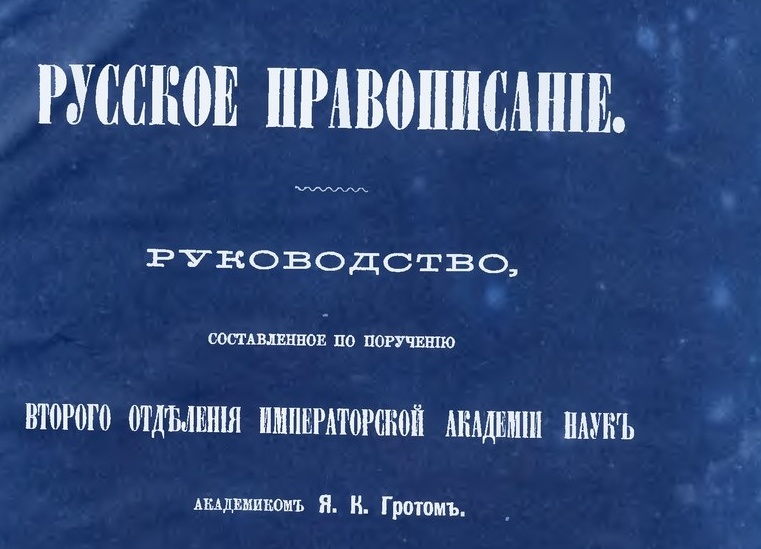 РУССКОЕ ПРАВОПИСАНІЕ.
РУКОВОДСТВО,
СОСТАВЛЕННОЕ ПО ПОРУЧЕНІЮ
ВТОРОГО ОТДѢЛЕНІЯ ИМПЕРАТОРСКОЙ АКАДЕМІИ НАУКЪ
АКАДЕМИКОМЪ Я. К. Гротомъ.